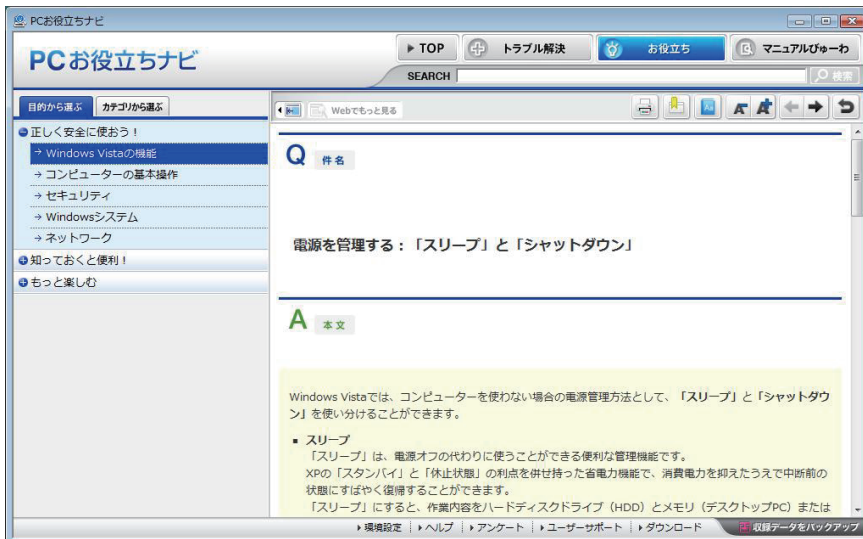 PCお役立ちナビ
PCお役立ちナビ
TOP トラブル解決 お役立ち マニュアルびゅーわ
SEARCH 検索
目的から選ぶ カテゴリから選ぶ
Webでもっと見る
正しく安全に使おう!
→ Windows Vistaの機能
→ コンピューターの基本操作
→ セキュリティ
→ Windowsシステム
→ ネットワーク
知っておくと便利!
もっと楽しむ
Q 件名
電源を管理する:「スリープ」と「シャットダウン」
A 本文
Windows Vistaでは、コンピューターを使わない場合の電源管理方法として、「スリープ」と「シャットダウ
ン」を使い分けることができます。
■ スリープ
「スリープ」は、電源オフの代わりに使うことができる便利な管理機能です。
XPの「スタンバイ」と「休止状態」の利点を併せ持った省電力機能で、消費電力を抑えたうえで中断前の
状態にすばやく復帰することができます。
「スリープ」にすると、作業内容をハードディスクドライブ(HDD)とメモリ(デスクトップPC)または
環境設定 ヘルプ アンケート ユーザーサポート ダウンロード 収録データをバックアップ